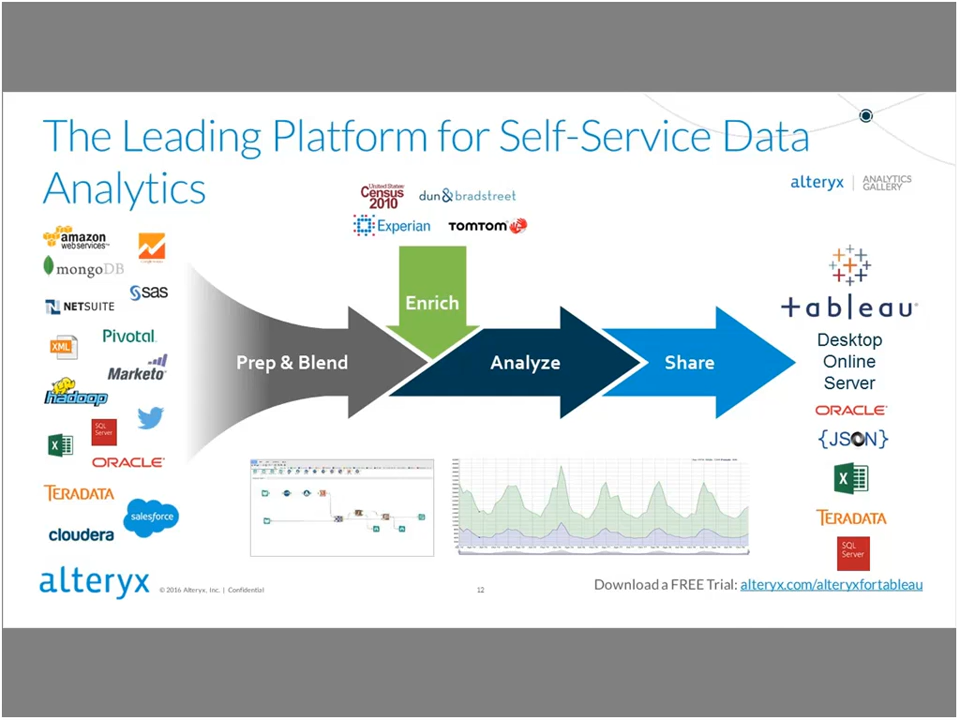 The Leading Platform for Self-Service Data
Analytics
alteryx | ANALYTICS
GALLERY
United States
Census
2010
dun&bradstreet
Experian
TOMTOM
amazon
web services™
mongoDB
SAS
NETSUITE
XML
Pivotal
Marketo
hadoop
SQL
Server
ORACLE
TERADATA
salesforce
cloudera
Prep & Blend
Enrich
Analyze
Share
+ableau
Desktop
Online
Server
ORACLE
{JSON}
TERADATA
SQL
Server
alteryx
© 2016 Alteryx, Inc. | Confidential
12
Download a FREE Trial: alteryx.com/alteryxfortableau